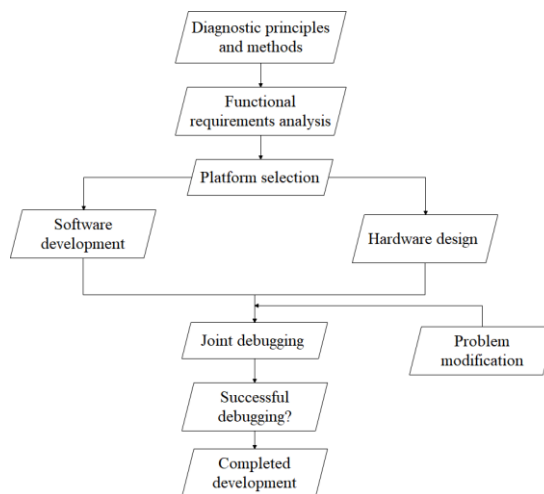 Diagnostic principles
and methods
Functional
requirements analysis
Platform selection
Software
development
Hardware design
Joint debugging
Problem
modification
Successful
debugging?
Completed
development